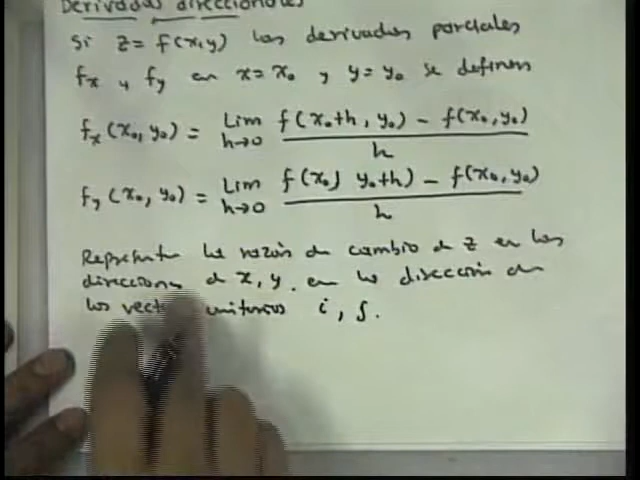 Derivadas direccionales
Si z = f(x,y) las derivadas parciales
fx y fy en x = x₀ y y = y₀ se definen
fx (x₀, y₀) = Lim h→0 f(x₀+h, y₀) - f(x₀, y₀) / h
fy (x₀, y₀) = Lim h→0 f(x₀, y₀+h) - f(x₀, y₀) / h
Representan la razón de cambio de z en las
direcciones de x, y. en la dirección de
los unitarios i, j.